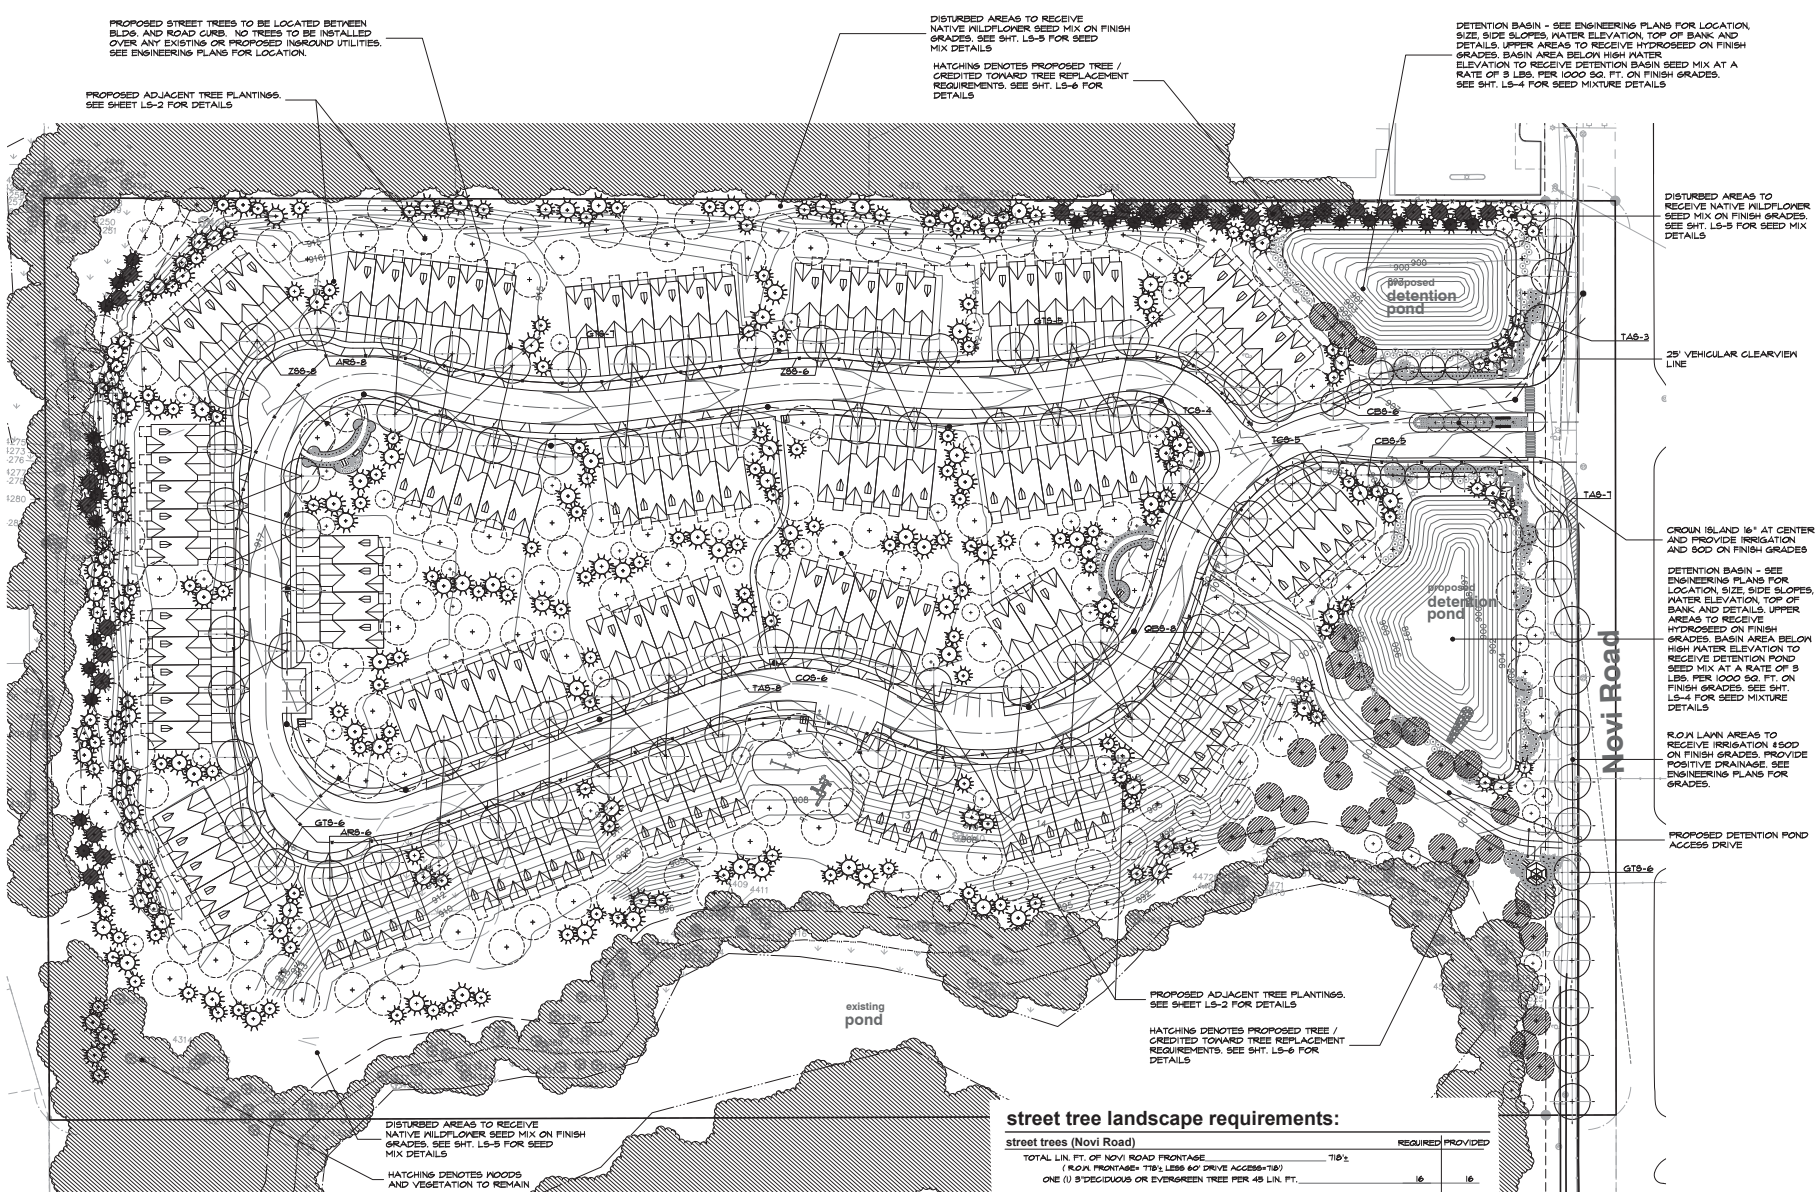 PROPOSED STREET TREES TO BE LOCATED BETWEEN
BLDG. AND ROAD CURB. NO TREES TO BE INSTALLED
OVER ANY EXISTING OR PROPOSED INGROUND UTILITIES.
SEE ENGINEERING PLANS FOR LOCATION.
PROPOSED ADJACENT TREE PLANTINGS.
SEE SHEET LS-2 FOR DETAILS
DISTURBED AREAS TO RECEIVE
NATIVE WILDFLOWER SEED MIX ON FINISH
GRADES. SEE SHT. LS-5 FOR SEED
MIX DETAILS
HATCHING DENOTES PROPOSED TREE /
CREDITED TOWARD TREE REPLACEMENT
REQUIREMENTS. SEE SHT. LS-6 FOR
DETAILS
DETENTION BASIN - SEE ENGINEERING PLANS FOR LOCATION,
SIZE, SIDE SLOPES, WATER ELEVATION, TOP OF BANK AND
DETAILS. UPPER AREAS TO RECEIVE HYDROSEED ON FINISH
GRADES. BASIN AREA BELOW HIGH WATER
ELEVATION TO RECEIVE DETENTION BASIN SEED MIX AT A
RATE OF 3 LBS. PER 1000 SQ. FT. ON FINISH GRADES.
SEE SHT. LS-4 FOR SEED MIXTURE DETAILS
DISTURBED AREAS TO
RECEIVE NATIVE WILDFLOWER
SEED MIX ON FINISH GRADES.
SEE SHT. LS-5 FOR SEED MIX
DETAILS
900
900
proposed
detention
pond
TAS-3
25' VEHICULAR CLEARVIEW
LINE
GTS-7
GTS-5
ARS-8
ZSS-8
ZSS-6
TCS-4
CBS-6
TCS-5
CBS-5
TAS-7
CROWN ISLAND 16" AT CENTER
AND PROVIDE IRRIGATION
AND SOD ON FINISH GRADES
DETENTION BASIN - SEE
ENGINEERING PLANS FOR
LOCATION, SIZE, SIDE SLOPES,
WATER ELEVATION, TOP OF
BANK AND DETAILS. UPPER
AREAS TO RECEIVE
HYDROSEED ON FINISH
GRADES. BASIN AREA BELOW
HIGH WATER ELEVATION TO
RECEIVE DETENTION POND
SEED MIX AT A RATE OF 3
LBS. PER 1000 SQ. FT. ON
FINISH GRADES. SEE SHT.
LS-4 FOR SEED MIXTURE
DETAILS
proposed
detention
pond
902
904
Novi Road
QBS-8
COS-6
TAS-8
R.O.W LAWN AREAS TO
RECEIVE IRRIGATION &SOD
ON FINISH GRADES. PROVIDE
POSITIVE DRAINAGE. SEE
ENGINEERING PLANS FOR
GRADES.
PROPOSED DETENTION POND
ACCESS DRIVE
GTS-6
GTS-6
ARS-6
908
13
14
912
910
4409
4411
existing
pond
PROPOSED ADJACENT TREE PLANTINGS.
SEE SHEET LS-2 FOR DETAILS
HATCHING DENOTES PROPOSED TREE /
CREDITED TOWARD TREE REPLACEMENT
REQUIREMENTS. SEE SHT. LS-6 FOR
DETAILS
DISTURBED AREAS TO RECEIVE
NATIVE WILDFLOWER SEED MIX ON FINISH
GRADES. SEE SHT. LS-5 FOR SEED
MIX DETAILS
HATCHING DENOTES WOODS
AND VEGETATION TO REMAIN
street tree landscape requirements:
street trees (Novi Road) REQUIRED PROVIDED
TOTAL LIN. FT. OF NOVI ROAD FRONTAGE 718'±
( R.O.W. FRONTAGE= 778'± LESS 60' DRIVE ACCESS=718')
ONE (1) 3"DECIDUOUS OR EVERGREEN TREE PER 45 LIN. FT. 16 16